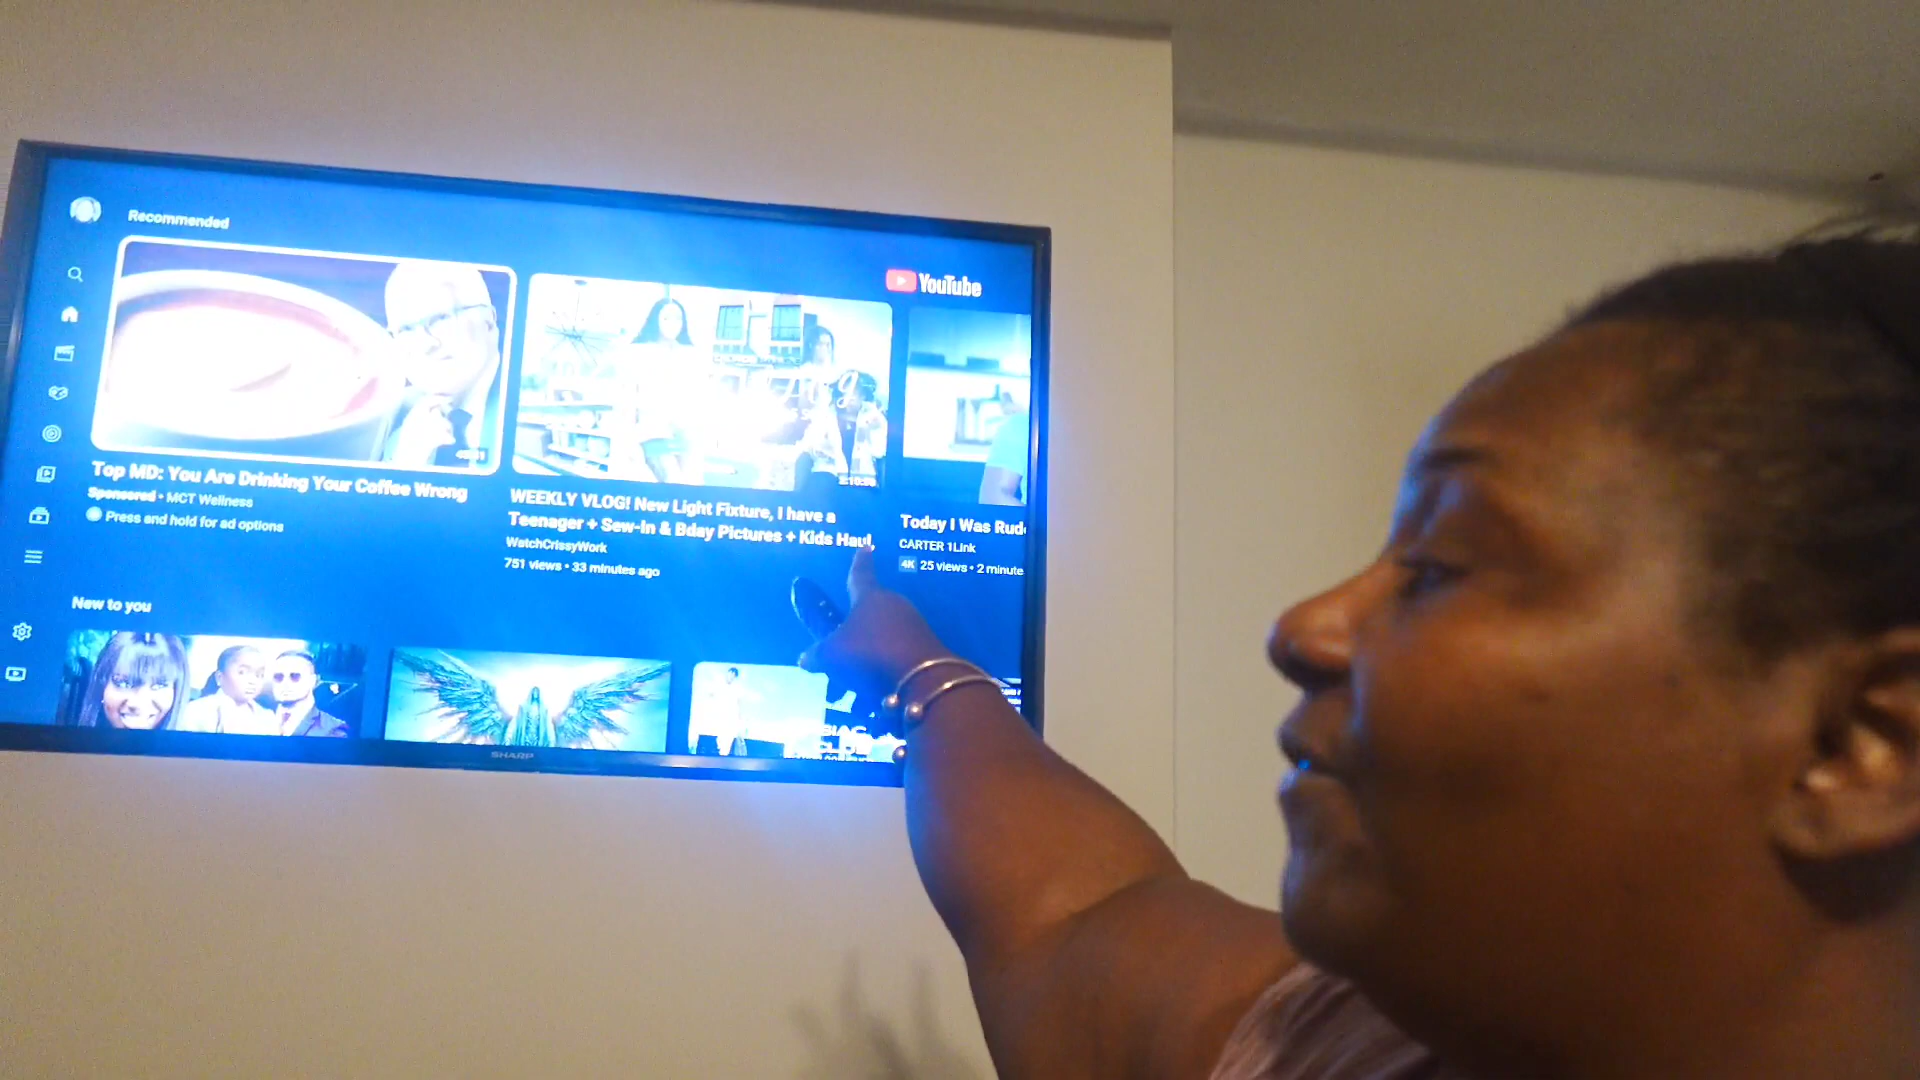 Recommended
YouTube
Top MD: You Are Drinking Your Coffee Wrong
Sponsored • MCT Wellness
Press and hold for ad options
WEEKLY VLOG! New Light Fixture, I have a
Teenager + Sew-In & Bday Pictures + Kids Haul
WatchCrissyWork
751 views • 33 minutes ago
Today I Was Rud
CARTER 1Link
4K 25 views • 2 minute
New to you
SHARP